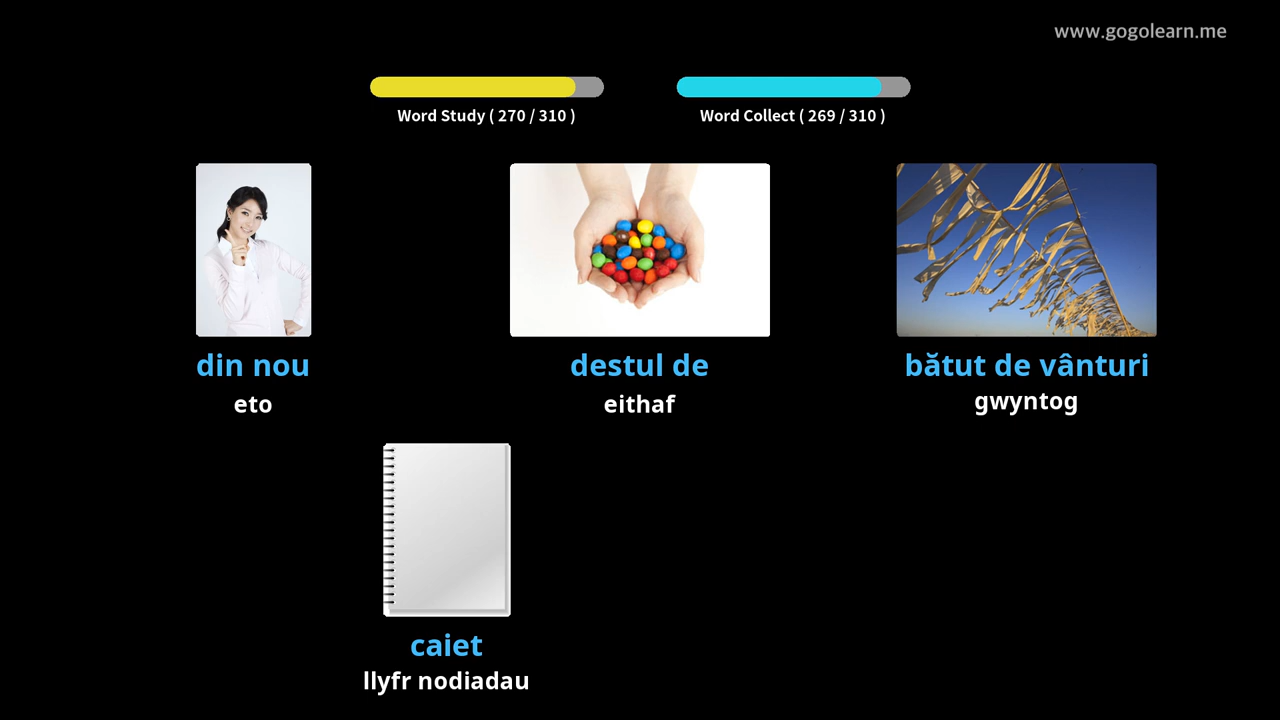 www.gogolearn.me
Word Study ( 270 / 310 )
Word Collect ( 269 / 310 )
din nou
eto
destul de
eithaf
bătut de vânturi
gwyntog
caiet
llyfr nodiadau